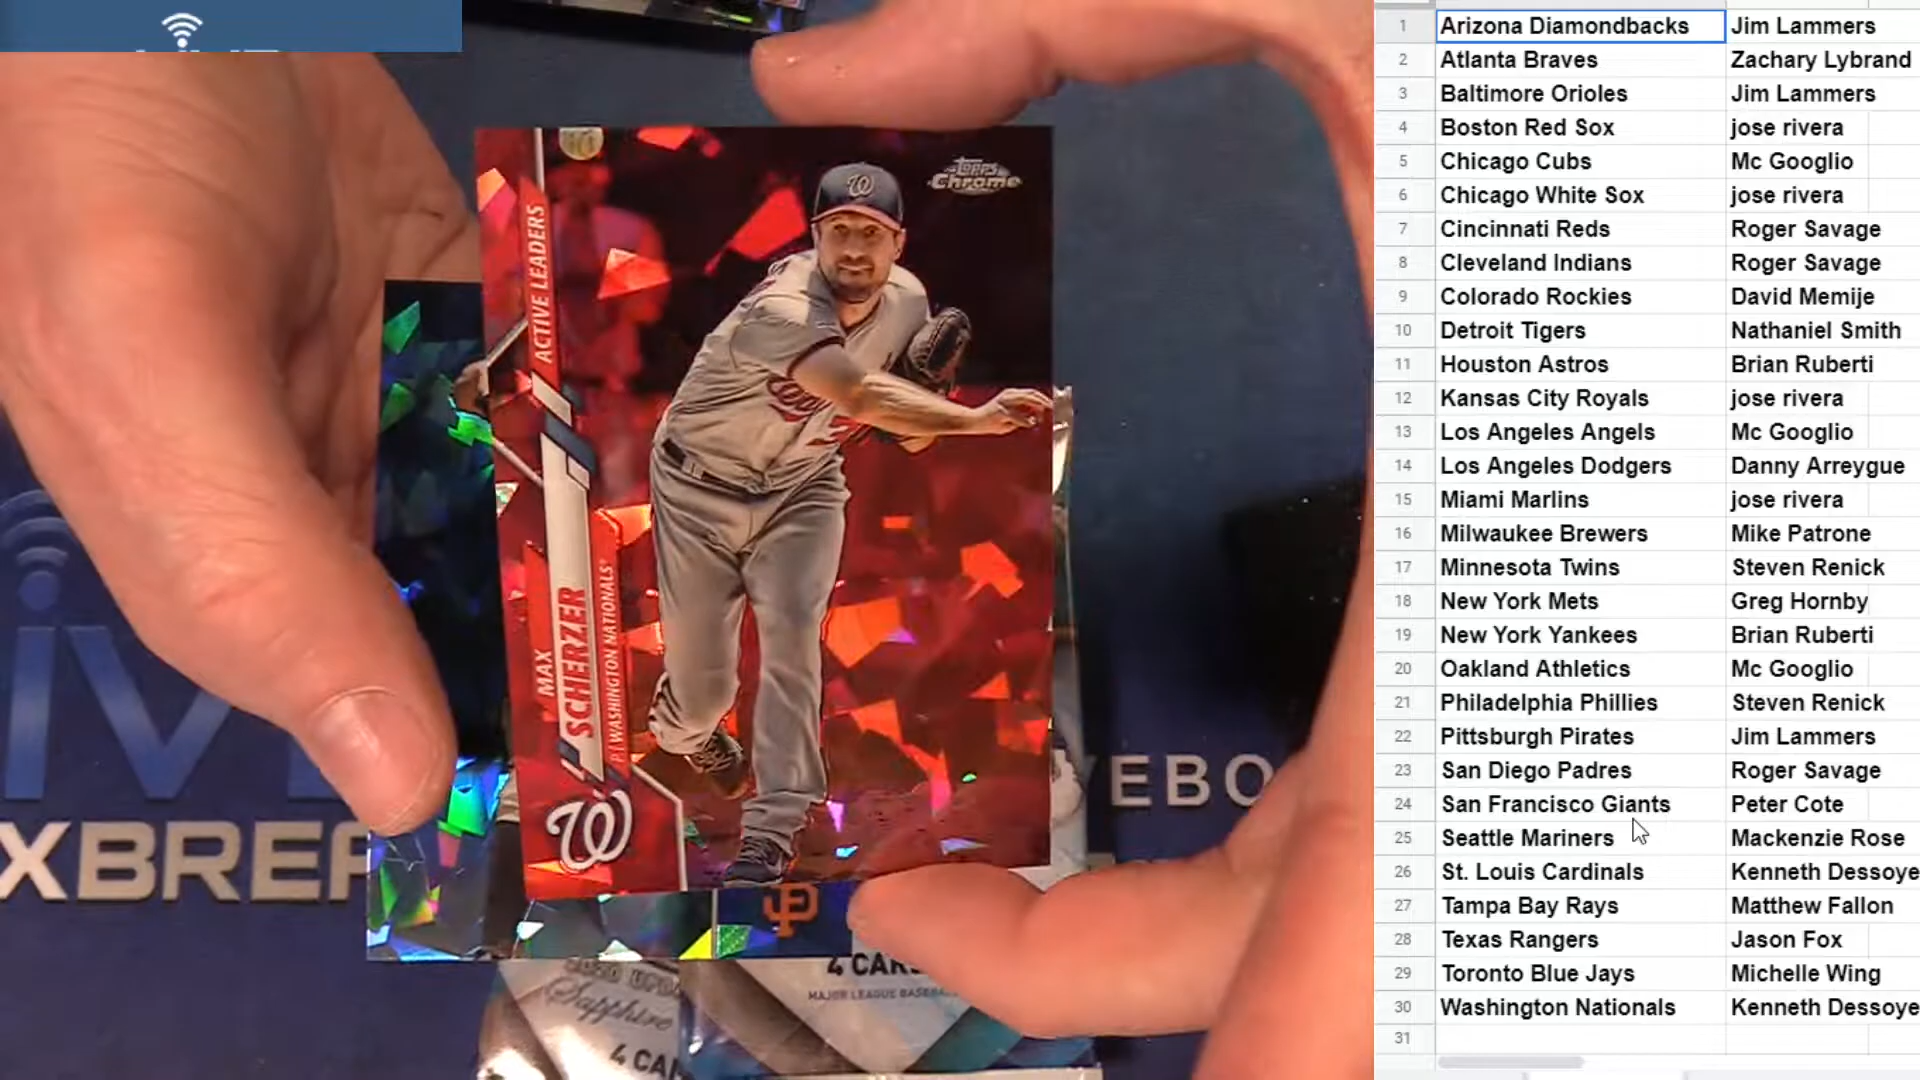 Topps
Chrome
ACTIVE LEADERS
MAX
SCHERZER
P | WASHINGTON NATIONALS
W
XBREA
EBO
4 CARDS
MAJOR LEAGUE BASEBALL
Sapphire
4 CAR
1 Arizona Diamondbacks Jim Lammers
2 Atlanta Braves Zachary Lybrand
3 Baltimore Orioles Jim Lammers
4 Boston Red Sox jose rivera
5 Chicago Cubs Mc Googlio
6 Chicago White Sox jose rivera
7 Cincinnati Reds Roger Savage
8 Cleveland Indians Roger Savage
9 Colorado Rockies David Memije
10 Detroit Tigers Nathaniel Smith
11 Houston Astros Brian Ruberti
12 Kansas City Royals jose rivera
13 Los Angeles Angels Mc Googlio
14 Los Angeles Dodgers Danny Arreygue
15 Miami Marlins jose rivera
16 Milwaukee Brewers Mike Patrone
17 Minnesota Twins Steven Renick
18 New York Mets Greg Hornby
19 New York Yankees Brian Ruberti
20 Oakland Athletics Mc Googlio
21 Philadelphia Phillies Steven Renick
22 Pittsburgh Pirates Jim Lammers
23 San Diego Padres Roger Savage
24 San Francisco Giants Peter Cote
25 Seattle Mariners Mackenzie Rose
26 St. Louis Cardinals Kenneth Dessoye
27 Tampa Bay Rays Matthew Fallon
28 Texas Rangers Jason Fox
29 Toronto Blue Jays Michelle Wing
30 Washington Nationals Kenneth Dessoye
31